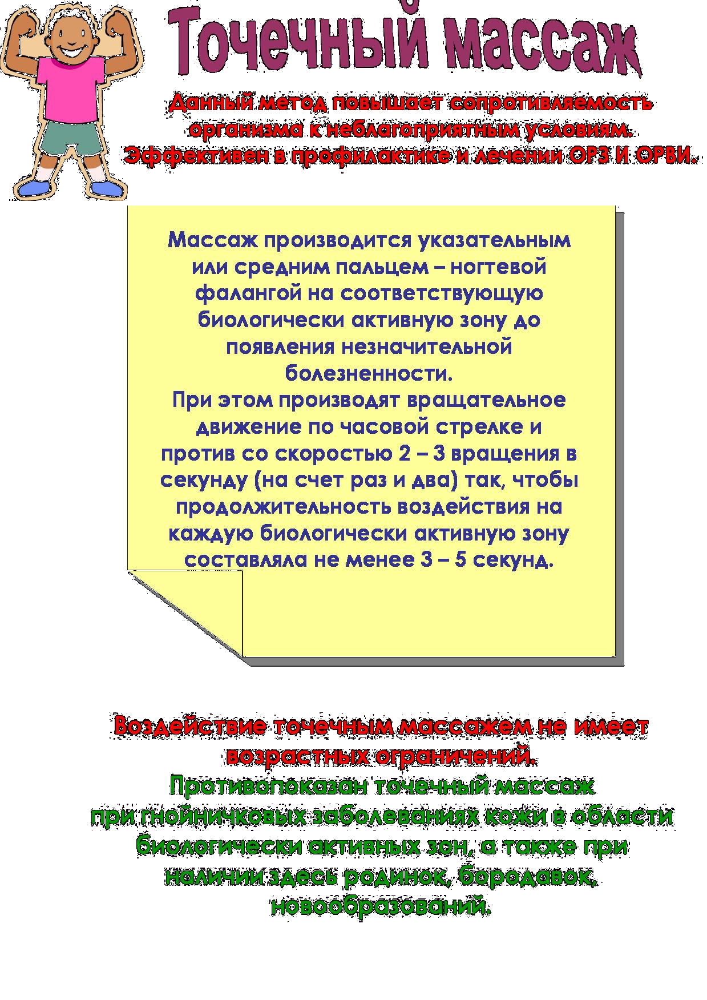 Точечный массаж
Данный метод повышает сопротивляемость
организма к неблагоприятным условиям.
Эффективен в профилактике и лечении ОРЗ И ОРВИ.
Массаж производится указательным
или средним пальцем – ногтевой
фалангой на соответствующую
биологически активную зону до
появления незначительной
болезненности.
При этом производят вращательное
движение по часовой стрелке и
против со скоростью 2 – 3 вращения в
секунду (на счет раз и два) так, чтобы
продолжительность воздействия на
каждую биологически активную зону
составляла не менее 3 – 5 секунд.
Воздействие точечным массажем не имеет
возрастных ограничений.
Противопоказан точечный массаж
при гнойничковых заболеваниях кожи в области
биологически активных зон, а также при
наличии здесь родинок, бородавок,
новообразований.